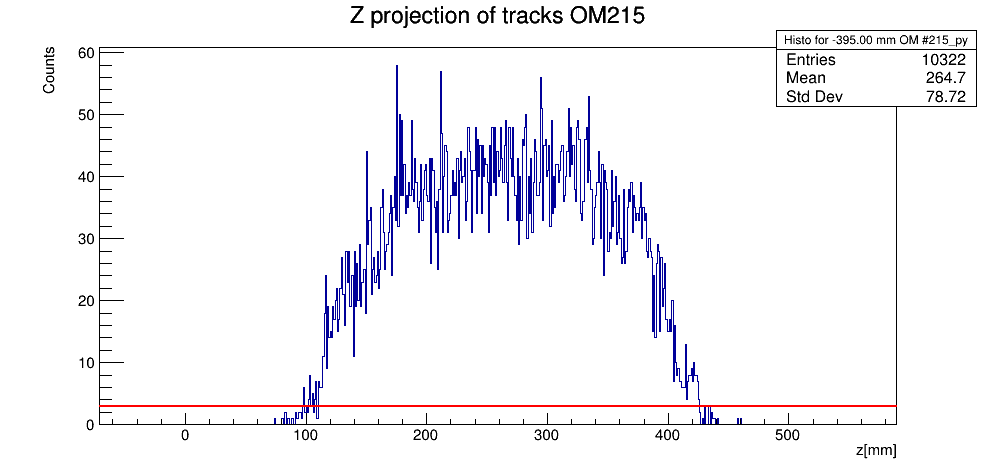 Z projection of tracks OM215
Histo for -395.00 mm OM #215_py
Entries 10322
Mean 264.7
Std Dev 78.72
Counts
60
50
40
30
20
10
0
0 100 200 300 400 500
z[mm]